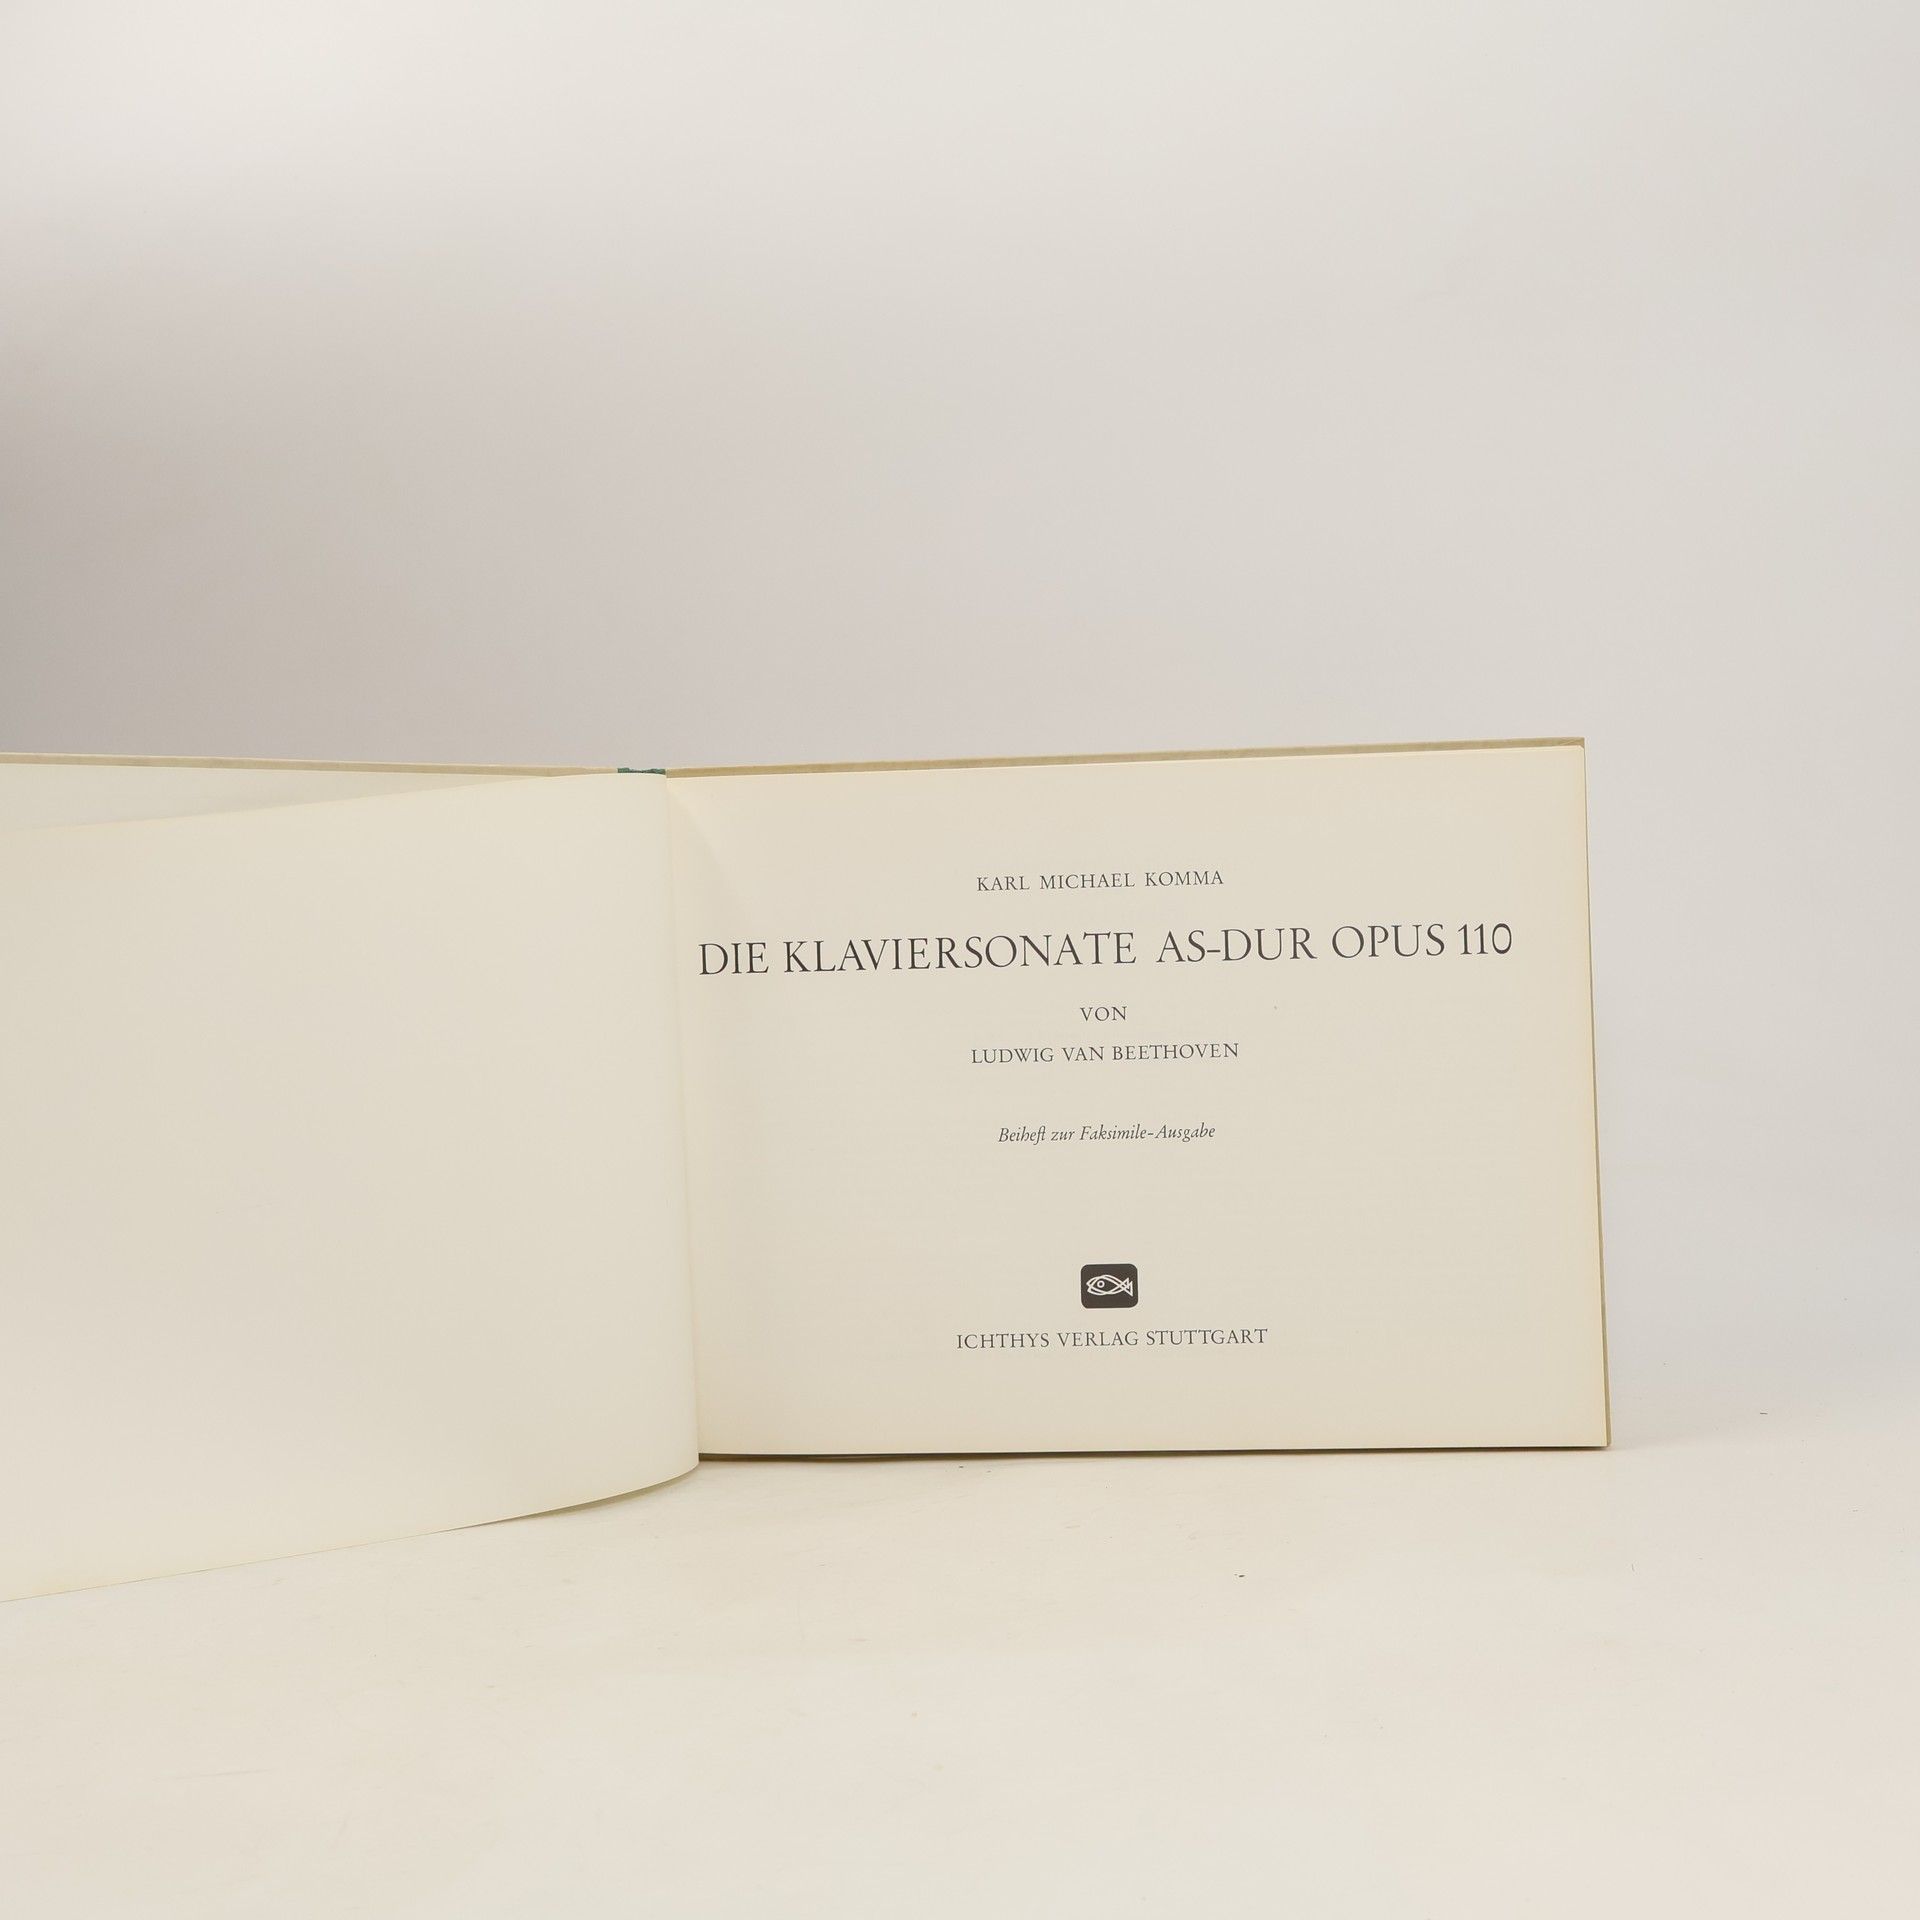 KARL MICHAEL KOMMA
DIE KLAVIERSONATE AS-DUR OPUS 110
VON
LUDWIG VAN BEETHOVEN
Beiheft zur Faksimile-Ausgabe
ICHTHYS VERLAG STUTTGART